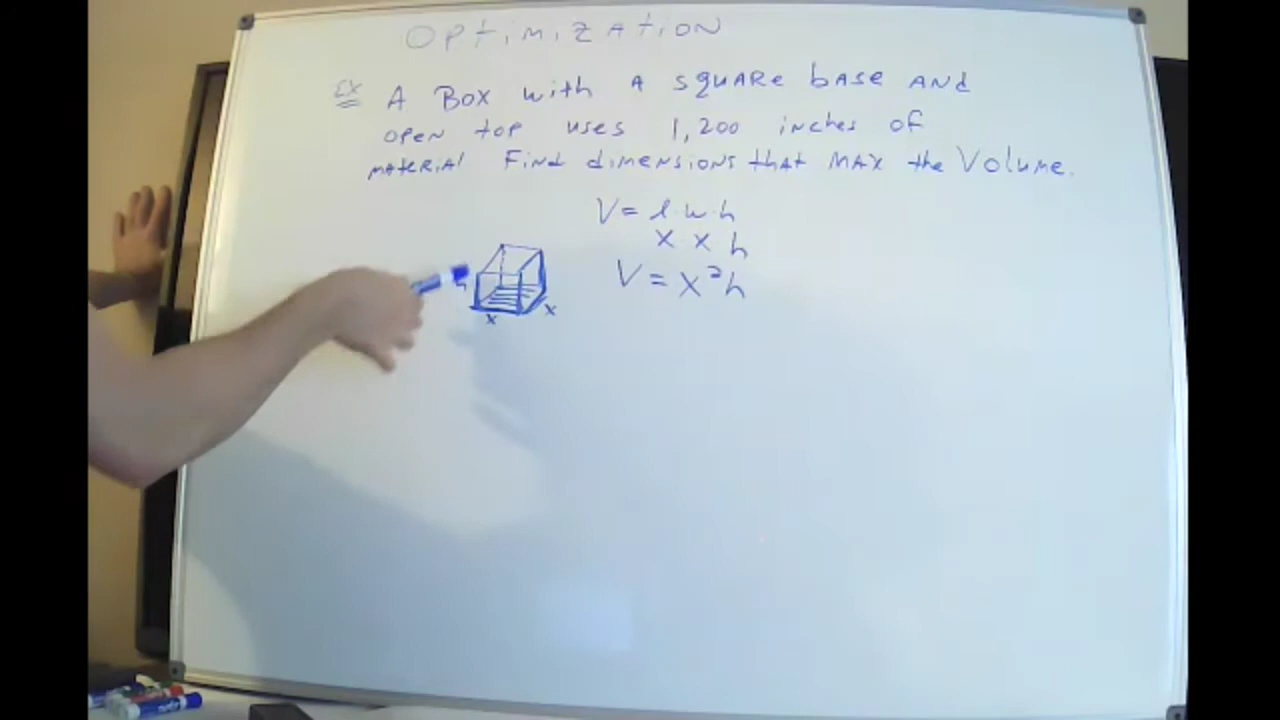 OPtimIZAtION
EX A BOX with A squARe bASe ANd
OPEN top uses 1,200 inches of
mAteRIAl Find dimensions thAt MAX the Volume.
V = l · w · h
x x h
V = x²h
h
x x